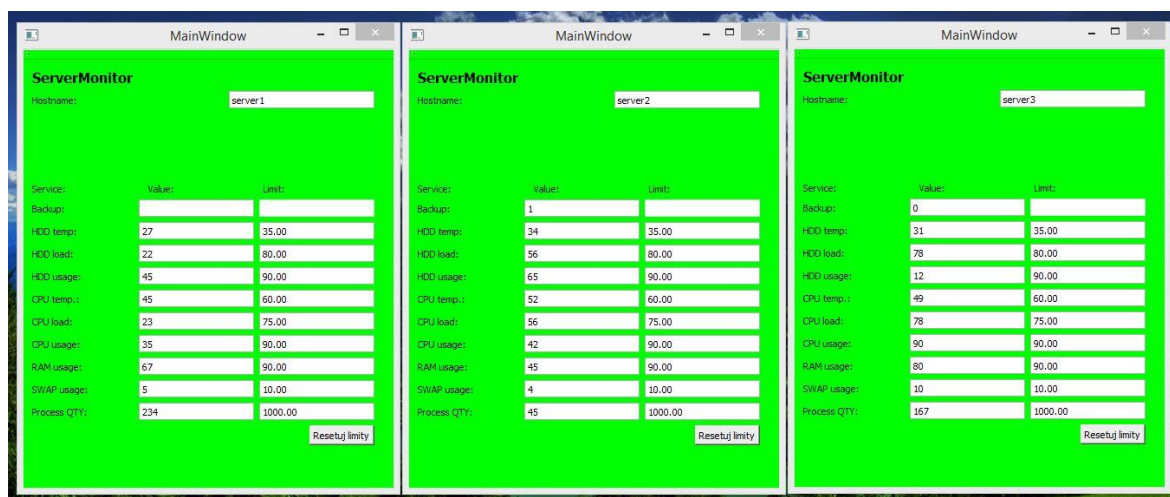 MainWindow
ServerMonitor
Hostname: server1
Service: Value: Limit:
Backup:
HDD temp: 27 35.00
HDD load: 22 80.00
HDD usage: 45 90.00
CPU temp.: 45 60.00
CPU load: 23 75.00
CPU usage: 35 90.00
RAM usage: 67 90.00
SWAP usage: 5 10.00
Process QTY: 234 1000.00
Resetuj limity
MainWindow
ServerMonitor
Hostname: server2
Service: Value: Limit:
Backup: 1
HDD temp: 34 35.00
HDD load: 56 80.00
HDD usage: 65 90.00
CPU temp.: 52 60.00
CPU load: 56 75.00
CPU usage: 42 90.00
RAM usage: 45 90.00
SWAP usage: 4 10.00
Process QTY: 45 1000.00
Resetuj limity
MainWindow
ServerMonitor
Hostname: server3
Service: Value: Limit:
Backup: 0
HDD temp: 31 35.00
HDD load: 78 80.00
HDD usage: 12 90.00
CPU temp.: 49 60.00
CPU load: 78 75.00
CPU usage: 90 90.00
RAM usage: 80 90.00
SWAP usage: 10 10.00
Process QTY: 167 1000.00
Resetuj limity